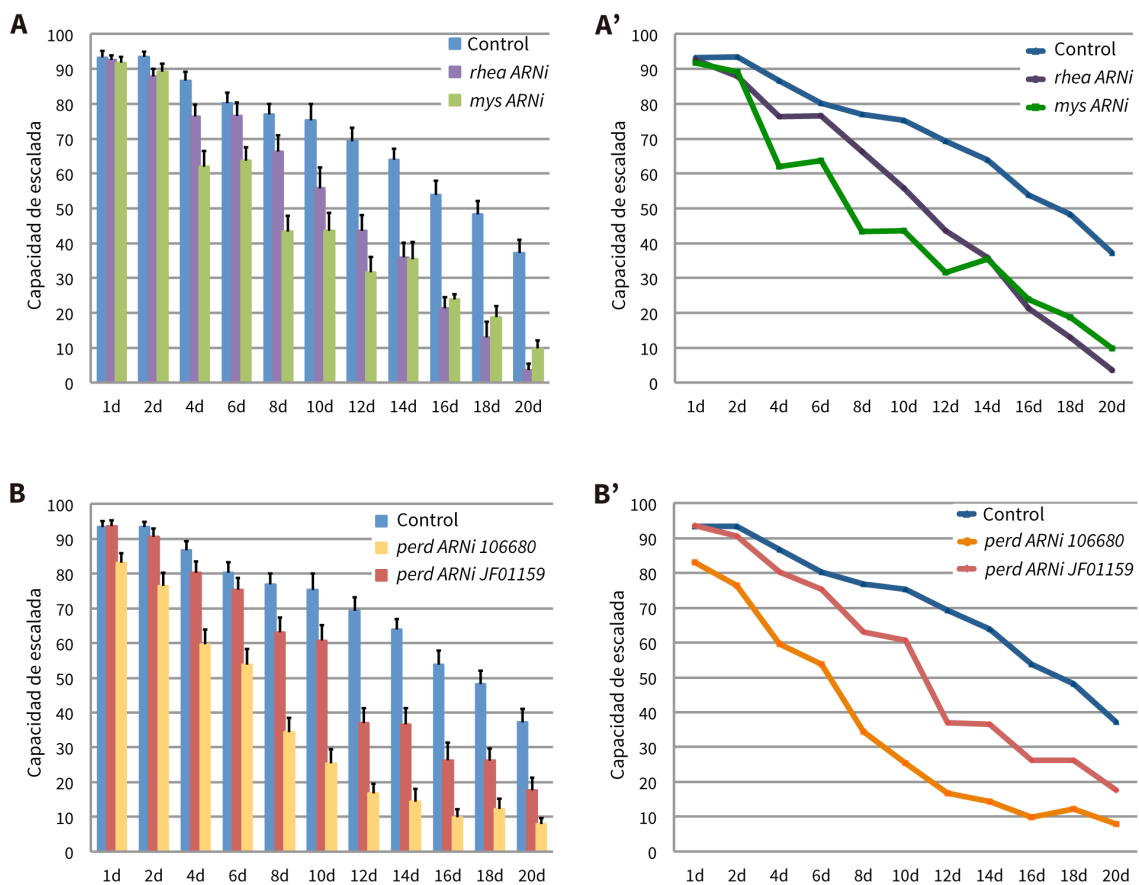 A
Capacidad de escalada
100
90
80
70
60
50
40
30
20
10
0
1d 2d 4d 6d 8d 10d 12d 14d 16d 18d 20d
Control
rhea ARNi
mys ARNi
A’
Capacidad de escalada
100
90
80
70
60
50
40
30
20
10
0
1d 2d 4d 6d 8d 10d 12d 14d 16d 18d 20d
Control
rhea ARNi
mys ARNi
B
Capacidad de escalada
100
90
80
70
60
50
40
30
20
10
0
1d 2d 4d 6d 8d 10d 12d 14d 16d 18d 20d
Control
perd ARNi 106680
perd ARNi JF01159
B’
Capacidad de escalada
100
90
80
70
60
50
40
30
20
10
0
1d 2d 4d 6d 8d 10d 12d 14d 16d 18d 20d
Control
perd ARNi 106680
perd ARNi JF01159